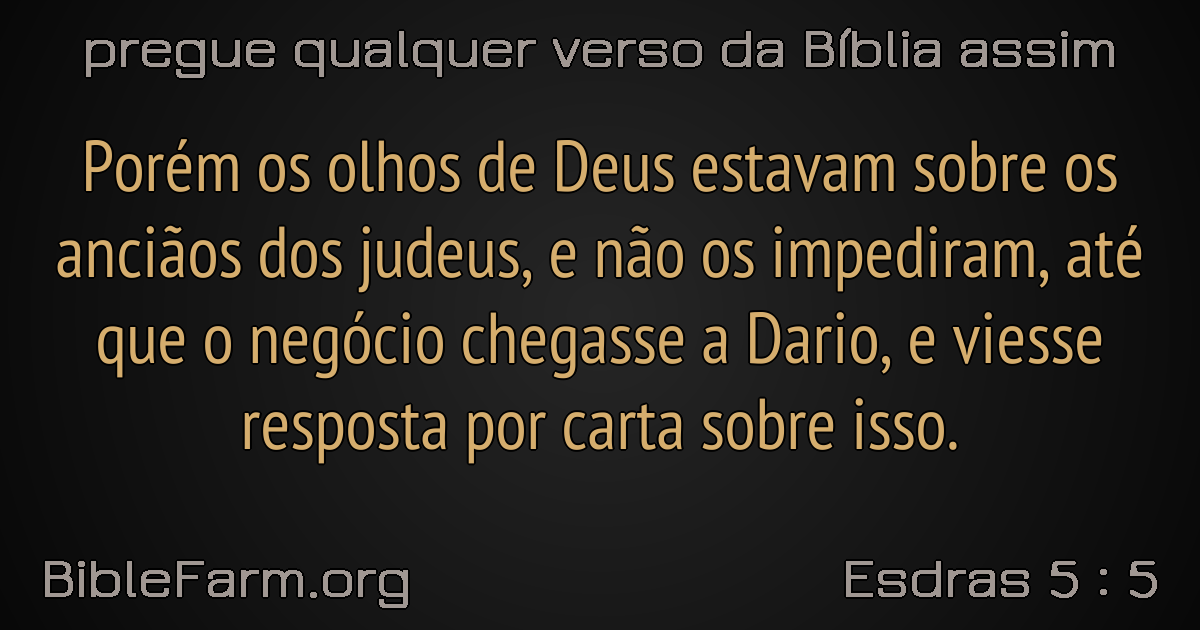 pregue qualquer verso da Bíblia assim
Porém os olhos de Deus estavam sobre os
anciãos dos judeus, e não os impediram, até
que o negócio chegasse a Dario, e viesse
resposta por carta sobre isso.
BibleFarm.org
Esdras 5 : 5